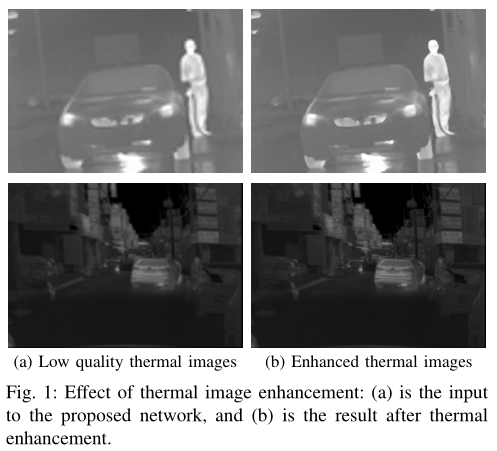 (a) Low quality thermal images
(b) Enhanced thermal images
Fig. 1: Effect of thermal image enhancement: (a) is the input
to the proposed network, and (b) is the result after thermal
enhancement.